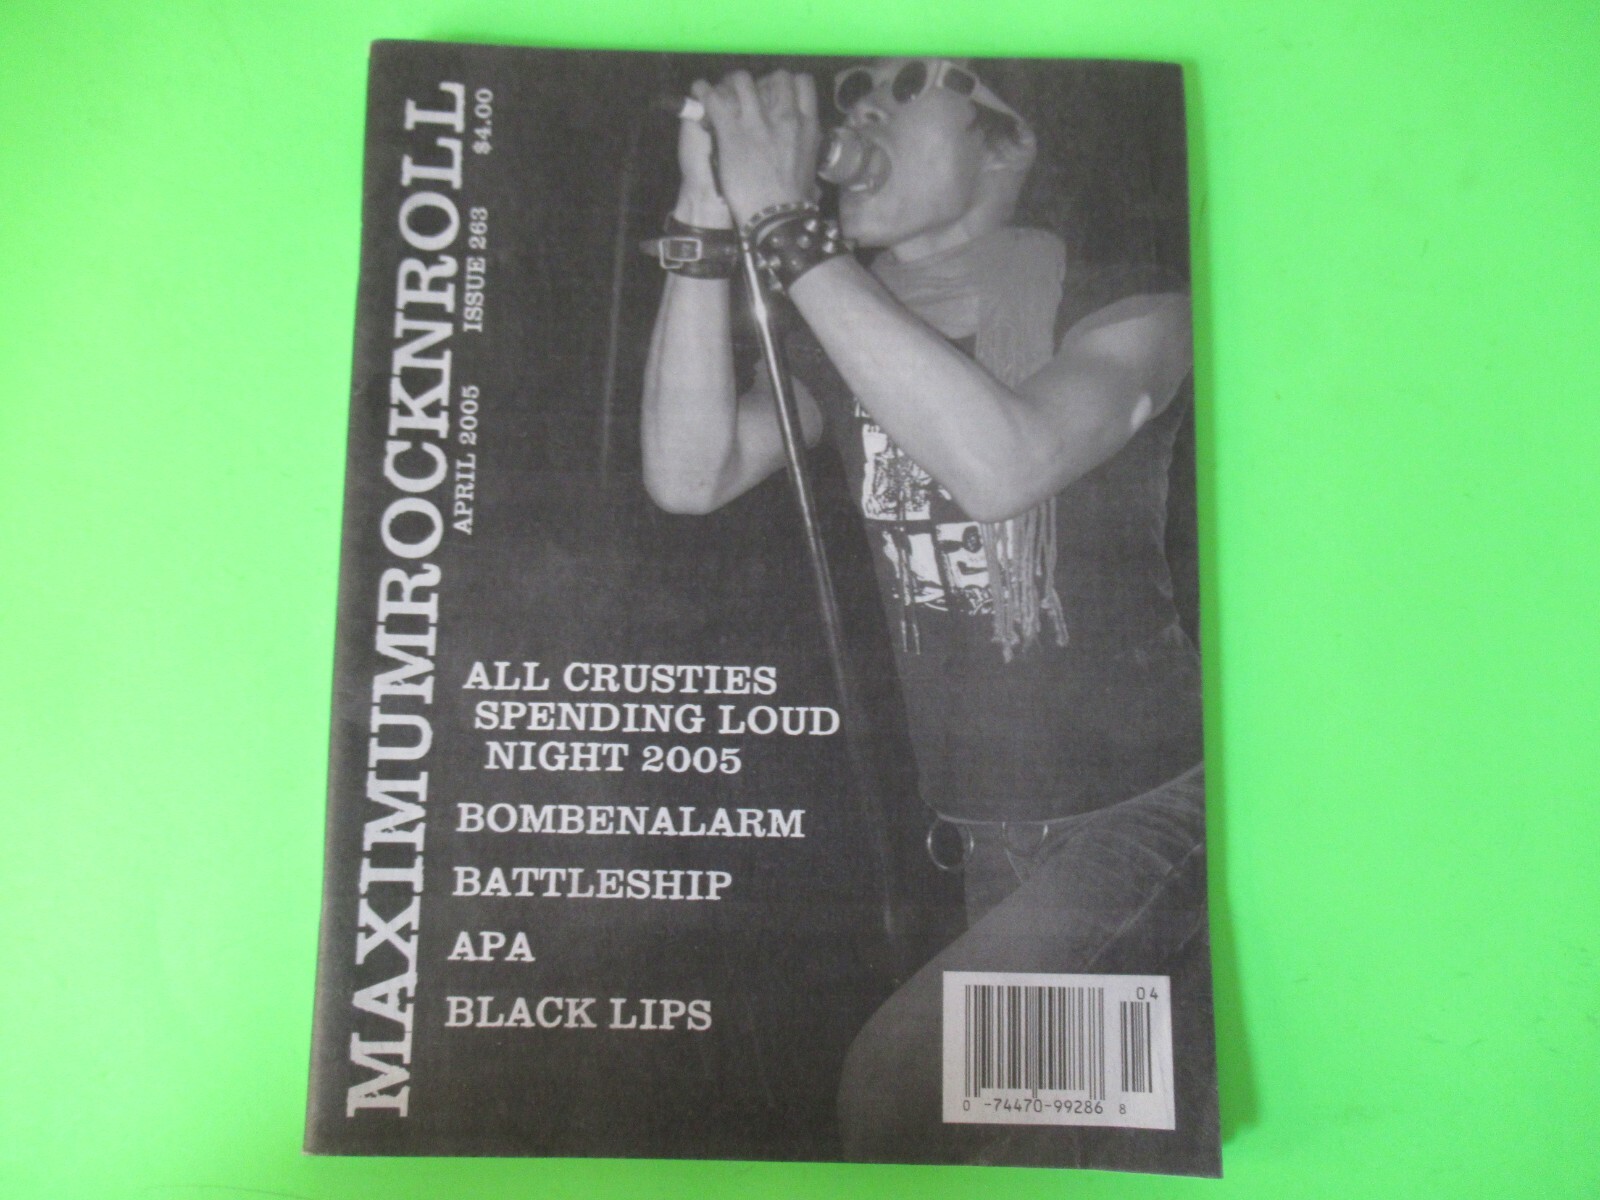 MAXIMUMROCKNROLL
APRIL 2005 ISSUE 263 $4.00
ALL CRUSTIES
SPENDING LOUD
NIGHT 2005
BOMBENALARM
BATTLESHIP
APA
BLACK LIPS
04
0 -74470-99286 8